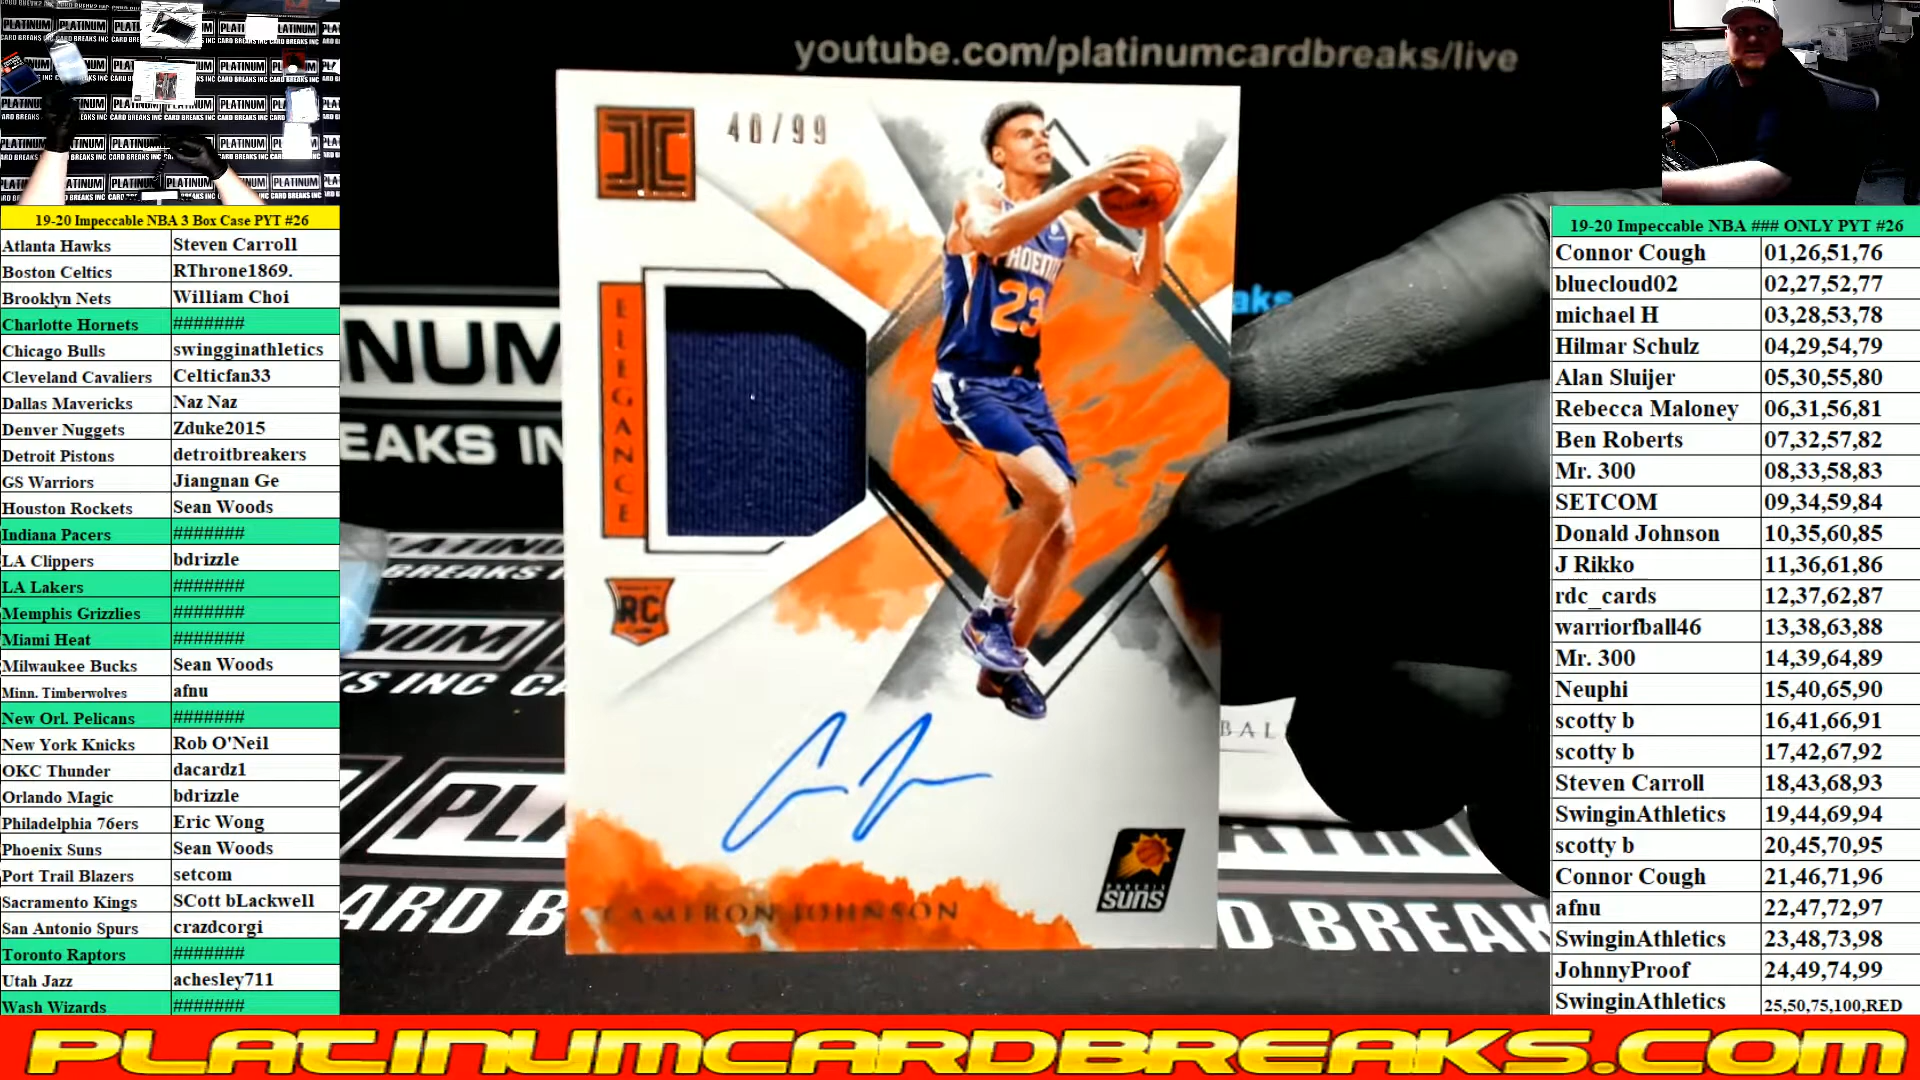 youtube.com/platinumcardbreaks/live
19-20 Impeccable NBA 3 Box Case PYT #26
Atlanta Hawks Steven Carroll
Boston Celtics RThrone1869.
Brooklyn Nets William Choi
Charlotte Hornets #######
Chicago Bulls swingginathletics
Cleveland Cavaliers Celticfan33
Dallas Mavericks Naz Naz
Denver Nuggets Zduke2015
Detroit Pistons detroitbreakers
GS Warriors Jiangnan Ge
Houston Rockets Sean Woods
Indiana Pacers #######
LA Clippers bdrizzle
LA Lakers #######
Memphis Grizzlies #######
Miami Heat #######
Milwaukee Bucks Sean Woods
Minn. Timberwolves afnu
New Orl. Pelicans #######
New York Knicks Rob O'Neil
OKC Thunder dacardz1
Orlando Magic bdrizzle
Philadelphia 76ers Eric Wong
Phoenix Suns Sean Woods
Port Trail Blazers setcom
Sacramento Kings SCott bLackwell
San Antonio Spurs crazdcorgi
Toronto Raptors #######
Utah Jazz achesley711
Wash Wizards #######
40/99
PHOENIX
23
ELEGANCE
RC
CAMERON JOHNSON
PHOENIX
SUNS
19-20 Impeccable NBA ### ONLY PYT #26
Connor Cough 01,26,51,76
bluecloud02 02,27,52,77
michael H 03,28,53,78
Hilmar Schulz 04,29,54,79
Alan Sluijer 05,30,55,80
Rebecca Maloney 06,31,56,81
Ben Roberts 07,32,57,82
Mr. 300 08,33,58,83
SETCOM 09,34,59,84
Donald Johnson 10,35,60,85
J Rikko 11,36,61,86
rdc_cards 12,37,62,87
warriorfball46 13,38,63,88
Mr. 300 14,39,64,89
Neuphi 15,40,65,90
scotty b 16,41,66,91
scotty b 17,42,67,92
Steven Carroll 18,43,68,93
SwinginAthletics 19,44,69,94
scotty b 20,45,70,95
Connor Cough 21,46,71,96
afnu 22,47,72,97
SwinginAthletics 23,48,73,98
JohnnyProof 24,49,74,99
SwinginAthletics 25,50,75,100,RED
PLATINUMCARDBREAKS.COM